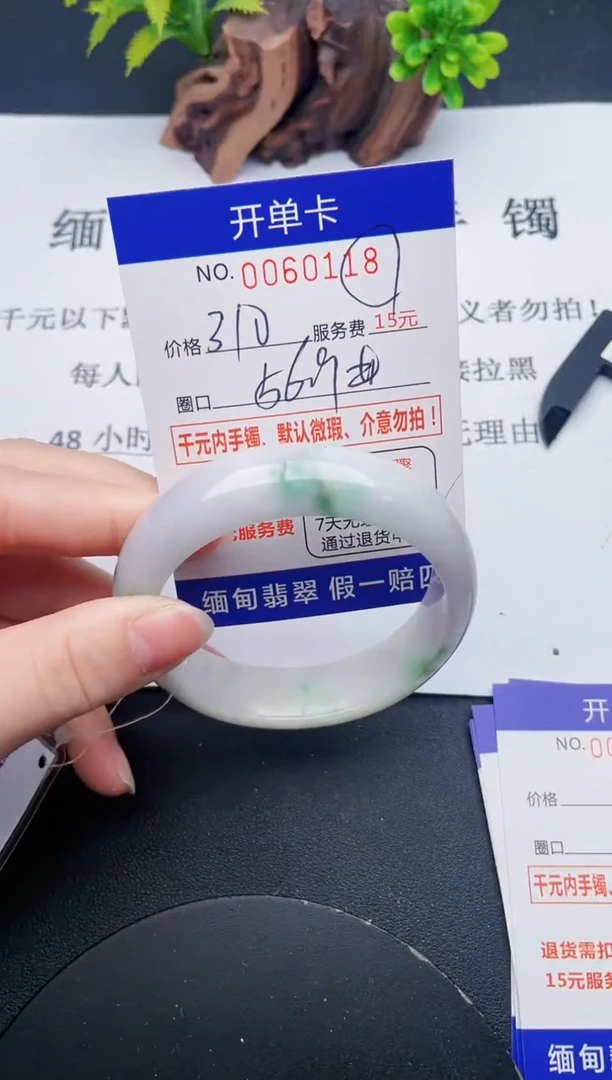 缅 镯
千元以下 义者勿拍！
每人 接拉黑
48 小时 无理由
开单卡
NO. 0060118
价格 310 服务费 15元
圈口 56
千元内手镯. 默认微瑕、介意勿拍！
服务费 7天无
通过退货
缅甸翡翠 假一赔四
开
NO. 00
价格
圈口
千元内手镯、
退货需扣
15元服务
缅甸